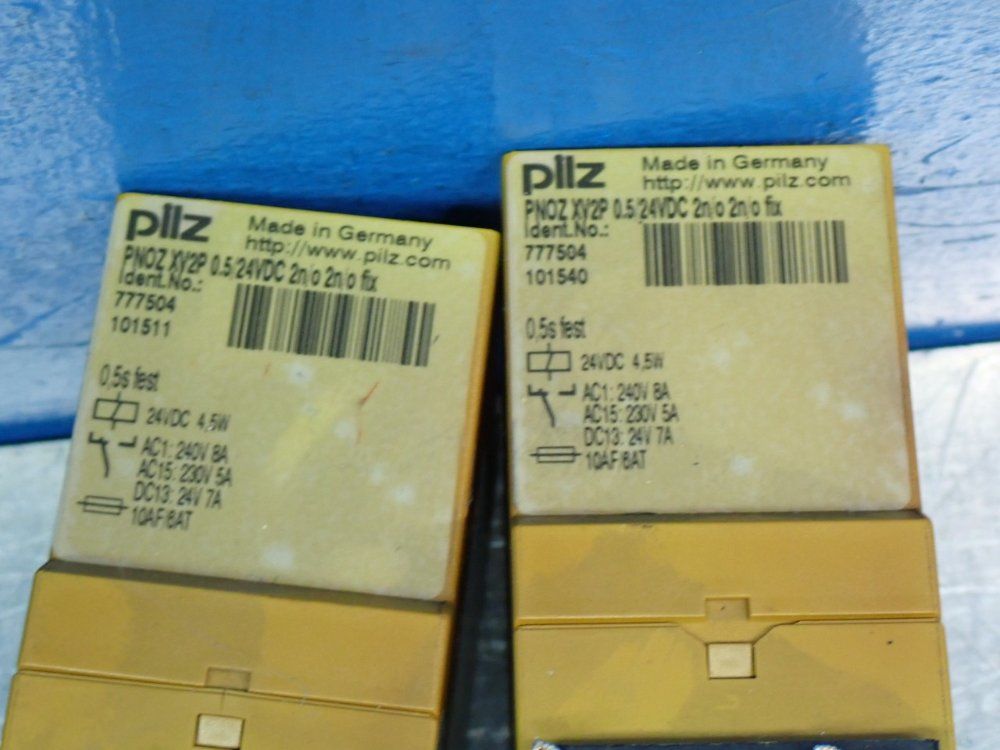 pilz
Made in Germany
http://www.pilz.com
PNOZ XV2P 0.5/24VDC 2n/o 2n/o fix
Ident.No.:
777504
101511
0,5s fest
24VDC 4,5W
AC1: 240V 8A
AC15: 230V 5A
DC13: 24V 7A
10AF/6AT
pilz
Made in Germany
http://www.pilz.com
PNOZ XV2P 0.5/24VDC 2n/o 2n/o fix
Ident.No.:
777504
101540
0,5s fest
24VDC 4,5W
AC1: 240V 8A
AC15: 230V 5A
DC13: 24V 7A
10AF/6AT